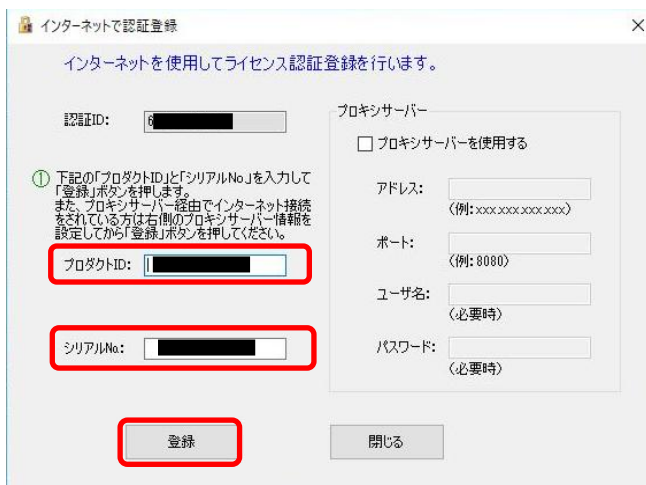 インターネットで認証登録
インターネットを使用してライセンス認証登録を行います。
認証ID: 6
① 下記の「プロダクトID」と「シリアルNo.」を入力して
「登録」ボタンを押します。
また、プロキシサーバー経由でインターネット接続
をされている方は右側のプロキシサーバー情報を
設定してから「登録」ボタンを押してください。
プロダクトID:
シリアルNo.:
プロキシサーバー
プロキシサーバーを使用する
アドレス:
(例:xxx.xxx.xxx.xxx)
ポート:
(例:8080)
ユーザ名:
(必要時)
パスワード:
(必要時)
登録
閉じる